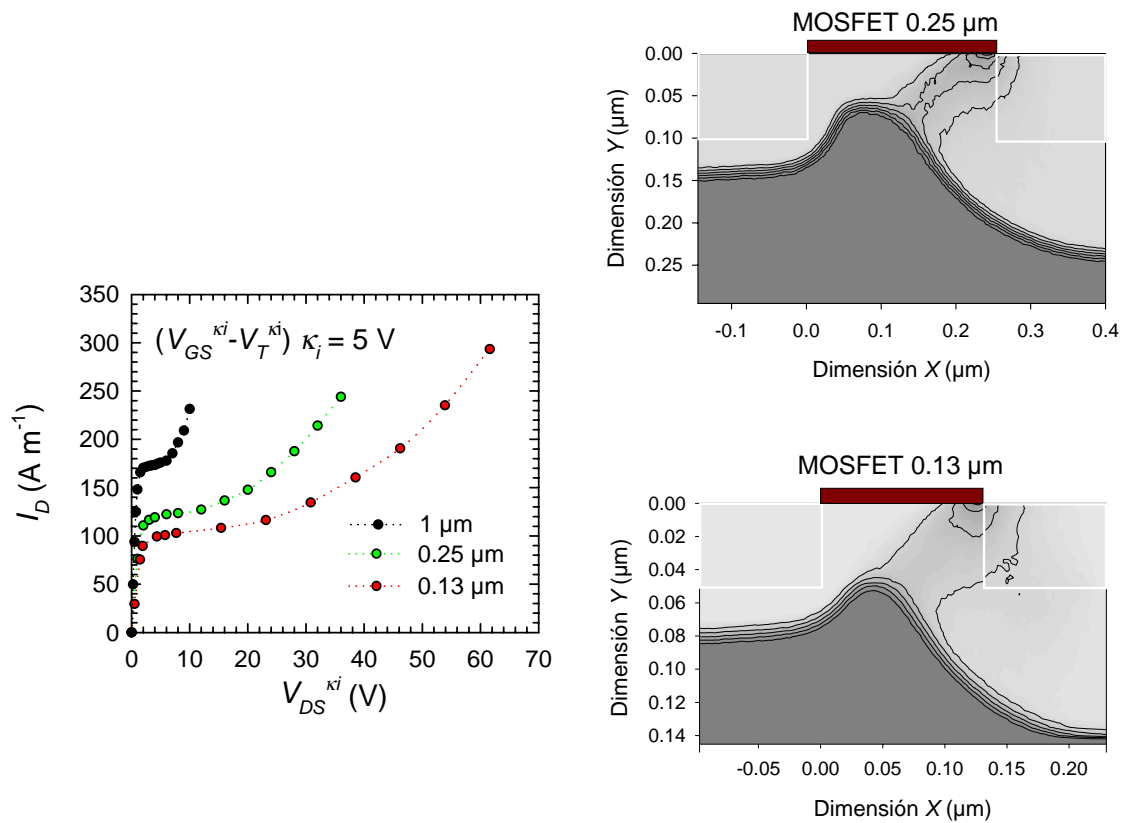 350
300
250
200
150
100
50
0
I_D (A m^-1)
(V_GS^κi-V_T^κi) κ_i = 5 V
1 µm
0.25 µm
0.13 µm
0 10 20 30 40 50 60 70
V_DS^κi (V)
MOSFET 0.25 µm
0.00
0.05
0.10
0.15
0.20
0.25
Dimensión Y (µm)
-0.1 0.0 0.1 0.2 0.3 0.4
Dimensión X (µm)
MOSFET 0.13 µm
0.00
0.02
0.04
0.06
0.08
0.10
0.12
0.14
Dimensión Y (µm)
-0.05 0.00 0.05 0.10 0.15 0.20
Dimensión X (µm)